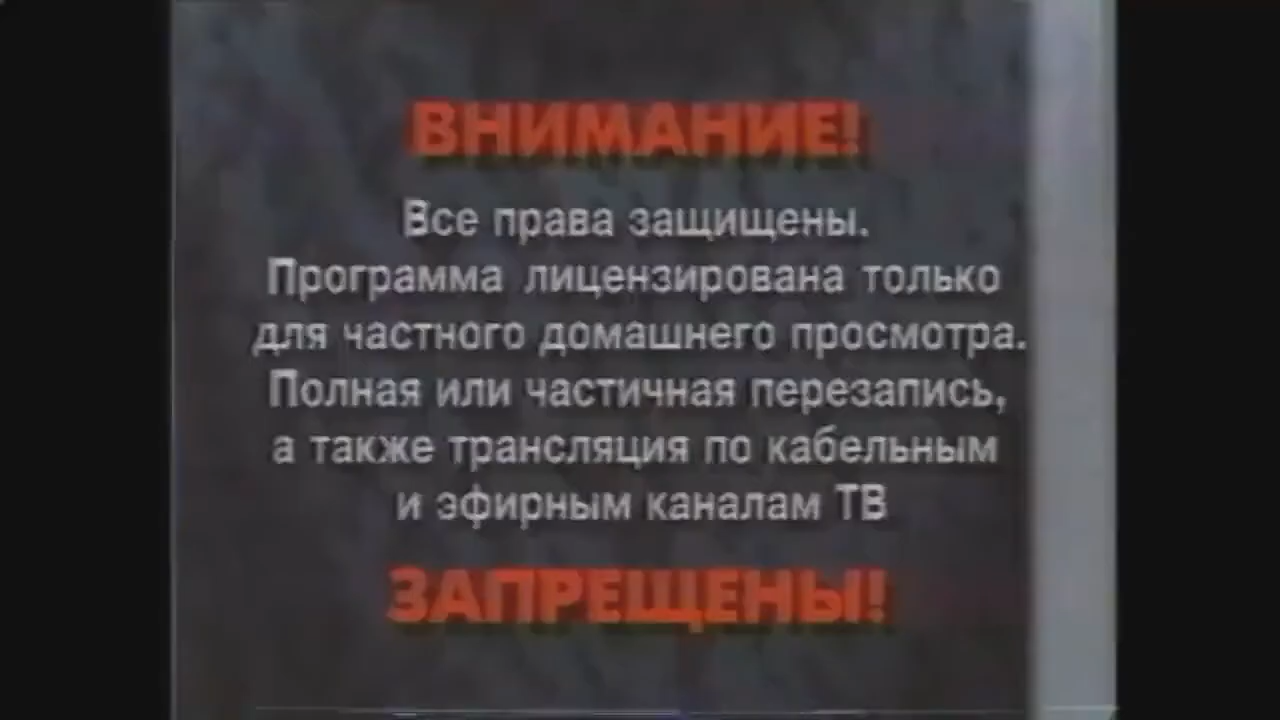 ВНИМАНИЕ!
Все права защищены.
Программа лицензирована только
для частного домашнего просмотра.
Полная или частичная перезапись,
а также трансляция по кабельным
и эфирным каналам ТВ
ЗАПРЕЩЕНЫ!